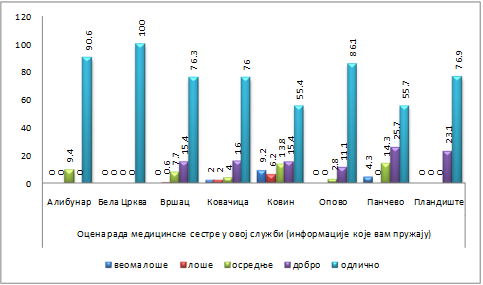 120
100
80
60
40
20
0
0 0 9.4 0 90.6
0 0 0 0 100
0 0.6 7.7 15.4 76.3
2 2 4 16 76
9.2 6.2 13.8 15.4 55.4
0 0 2.8 11.1 86.1
4.3 0 14.3 25.7 55.7
0 0 0 23.1 76.9
Алибунар Бела Црква Вршац Ковачица Ковин Опово Панчево Пландиште
Оцена рада медицинске сестре у овој служби (информације које вам пружају)
веома лоше лоше осредње добро одлично